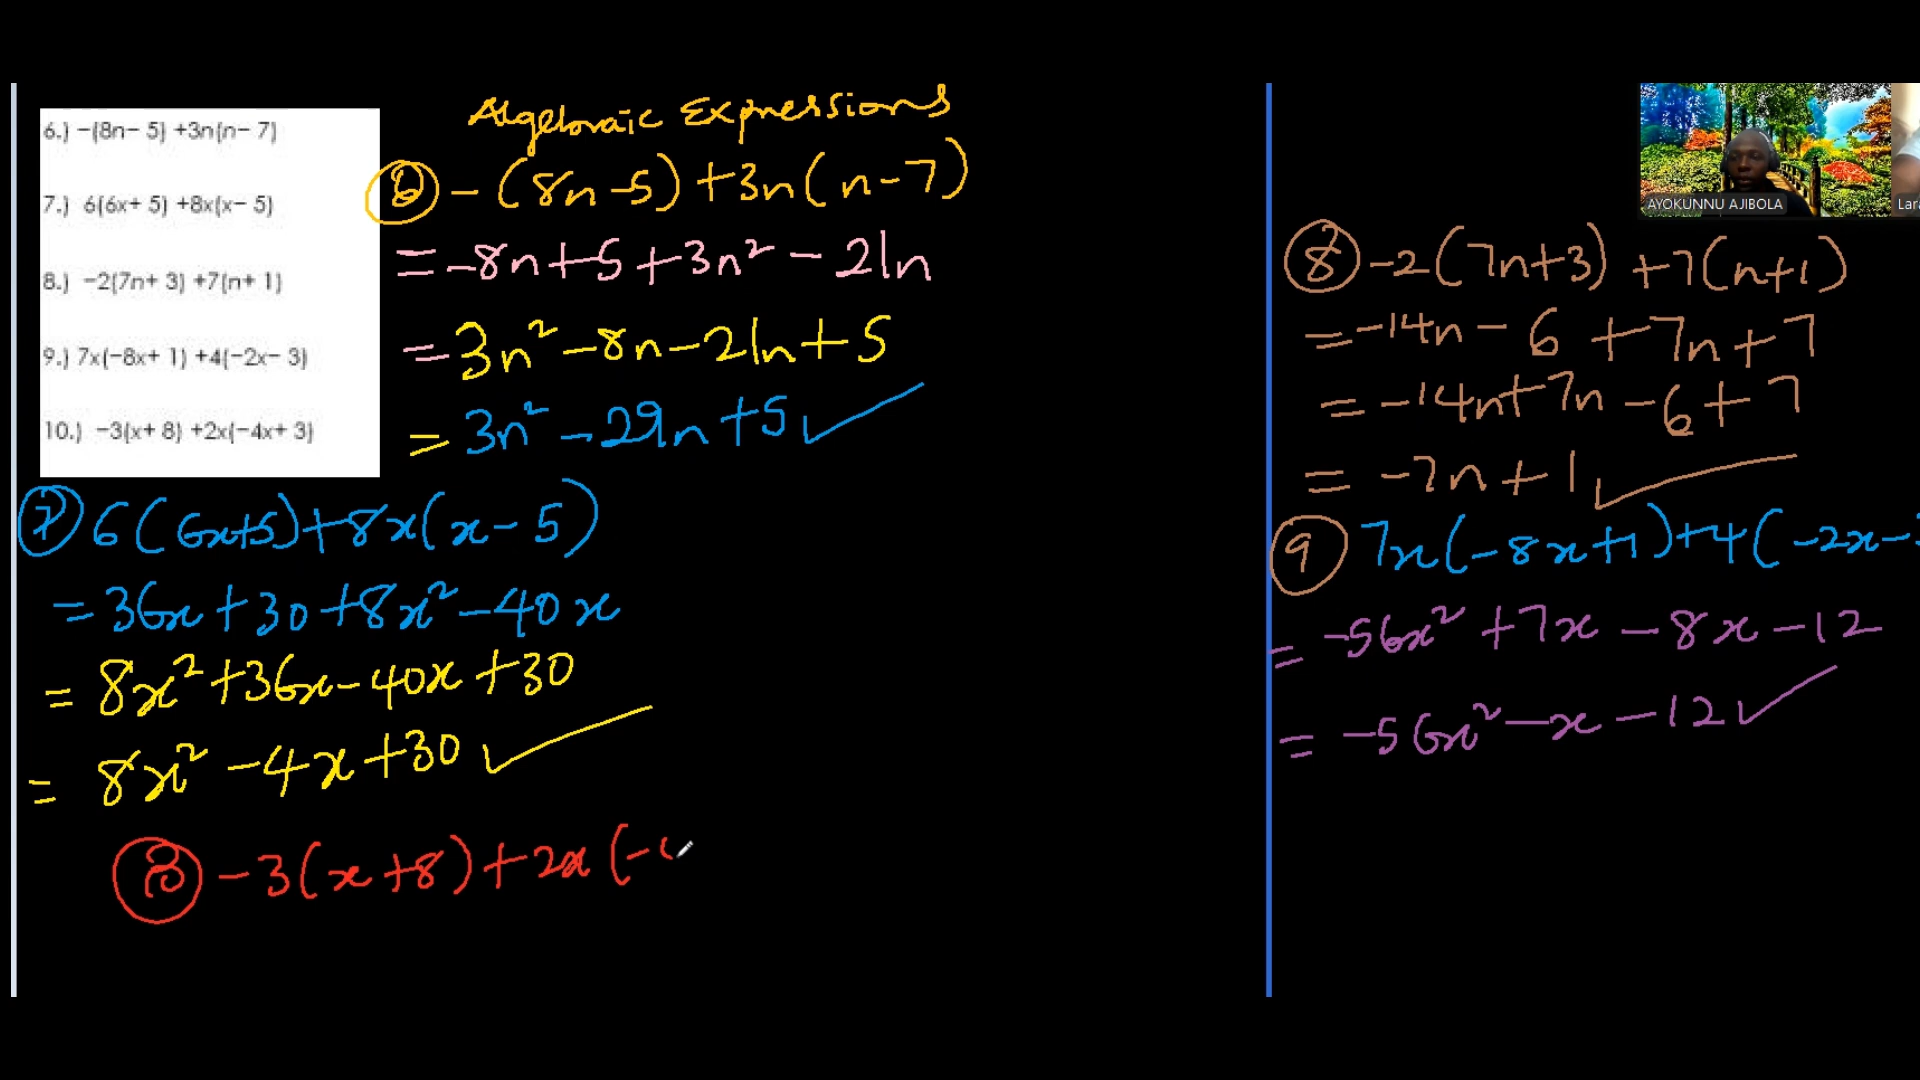 6.) -(8n- 5) +3n(n- 7)
7.) 6(6x+ 5) +8x(x- 5)
8.) -2(7n+ 3) +7(n+ 1)
9.) 7x(-8x+ 1) +4(-2x- 3)
10.) -3(x+ 8) +2x(-4x+ 3)
Algebraic Expressions
⑥ -(8n-5)+3n(n-7)
=-8n+5+3n²-21n
=3n²-8n-21n+5
=3n²-29n+5✓
⑦ 6(6x+5)+8x(x-5)
=36x+30+8x²-40x
=8x²+36x-40x+30
=8x²-4x+30✓
-3(x+8)+2x(-
AYOKUNNU AJIBOLA
Lar
⑧ -2(7n+3)+7(n+1)
=-14n-6+7n+7
=-14n+7n-6+7
=-7n+1✓
⑨ 7x(-8x+1)+4(-2x-
=-56x²+7x-8x-12
=-56x²-x-12✓